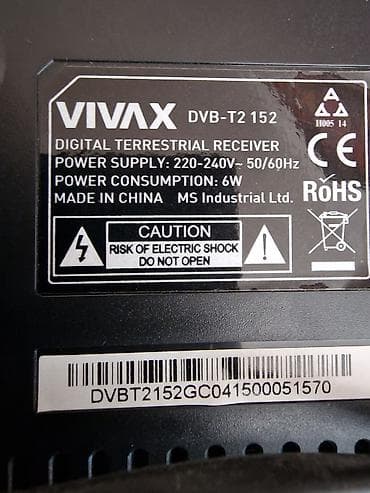 VIVAX DVB-T2 152
H005 14
DIGITAL TERRESTRIAL RECEIVER
POWER SUPPLY: 220-240V~ 50/60Hz
CE
POWER CONSUMPTION: 6W
RoHS
MADE IN CHINA MS Industrial Ltd.
CAUTION
RISK OF ELECTRIC SHOCK
DO NOT OPEN
DVBT2152GC041500051570